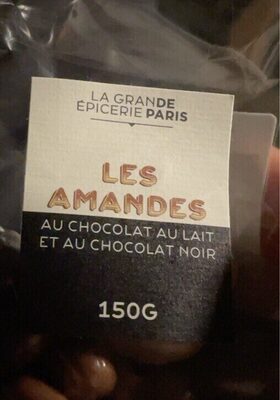 LA GRANDE
ÉPICERIE PARIS
LES
AMANDES
AU CHOCOLAT AU LAIT
ET AU CHOCOLAT NOIR
150G